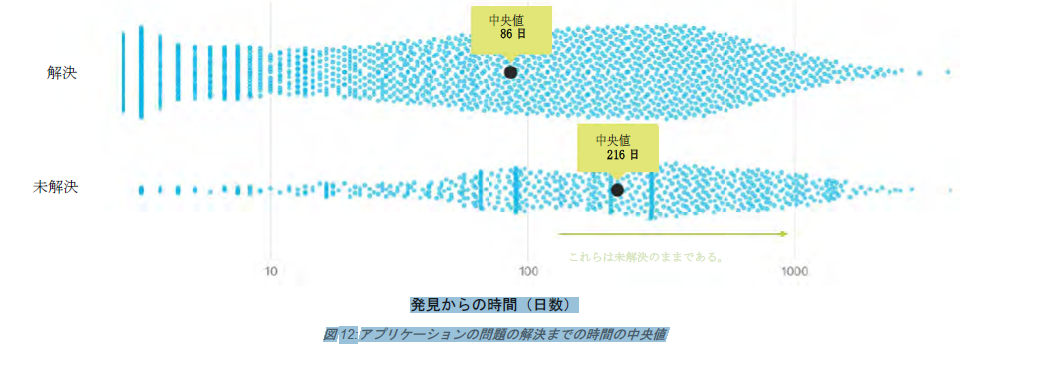 中央値
86 日
解決
中央値
216 日
未解決
これらは未解決のままである。
10
100
1000
発見からの時間（日数）
図 12:アプリケーションの問題の解決までの時間の中央値